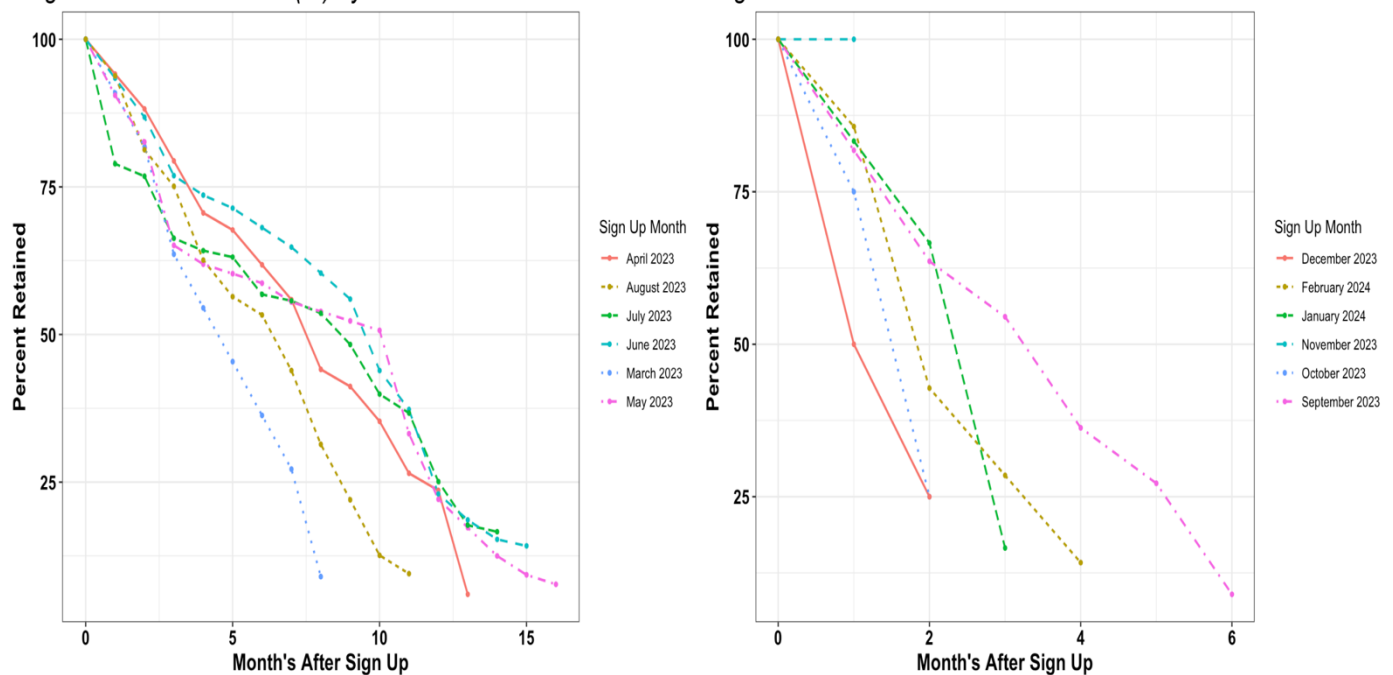 100
75
50
25
0
5
10
15
Percent Retained
Month's After Sign Up
Sign Up Month
April 2023
August 2023
July 2023
June 2023
March 2023
May 2023
100
75
50
25
0
2
4
6
Percent Retained
Month's After Sign Up
Sign Up Month
December 2023
February 2024
January 2024
November 2023
October 2023
September 2023